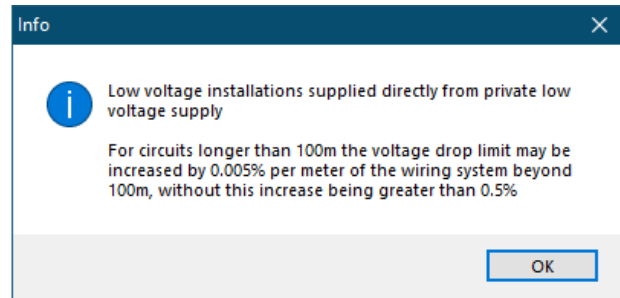 Info
Low voltage installations supplied directly from private low
voltage supply
For circuits longer than 100m the voltage drop limit may be
increased by 0.005% per meter of the wiring system beyond
100m, without this increase being greater than 0.5%
OK